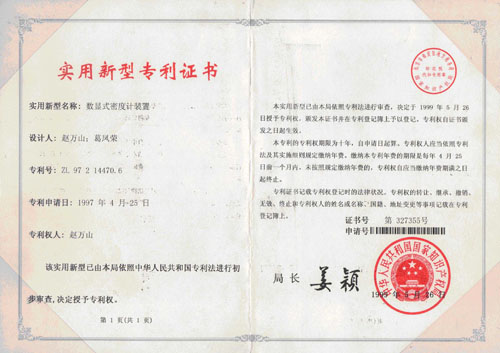 实用新型专利证书
实用新型名称：数显式密度计装置
设计人：赵万山；葛凤荣
专利号：ZL 97 2 14470.6
专利申请日：1997 年 4 月 25 日
专利权人：赵万山
该实用新型已由本局依照中华人民共和国专利法进行初
步审查，决定授予专利权。
第 1 页(共 1 页)
本实用新型已由本局依照专利法进行审查，决定于 1999 年 5 月 26
日授予专利权，颁发本证书并在专利登记簿上予以登记。专利权自证书颁
发之日起生效。
本专利的专利权期限为十年，自申请日起算。专利权人应当依照专利
法及其实施细则规定缴纳年费。缴纳本专利年费的期限是每年 4 月 25
日前一个月内。未按照规定缴纳年费的，专利权自应当缴纳年费期满之日
起终止。
专利证书记载专利权登记时的法律状况。专利权的转让、继承、撤销、
无效、终止和专利权人的姓名或名称、国籍、地址变更等事项记载在专利
登记簿上。
证书号 第 327355号
申请号
中华人民共和国国家知识产权局
局长 姜颖
1999 年 5 月 26 日